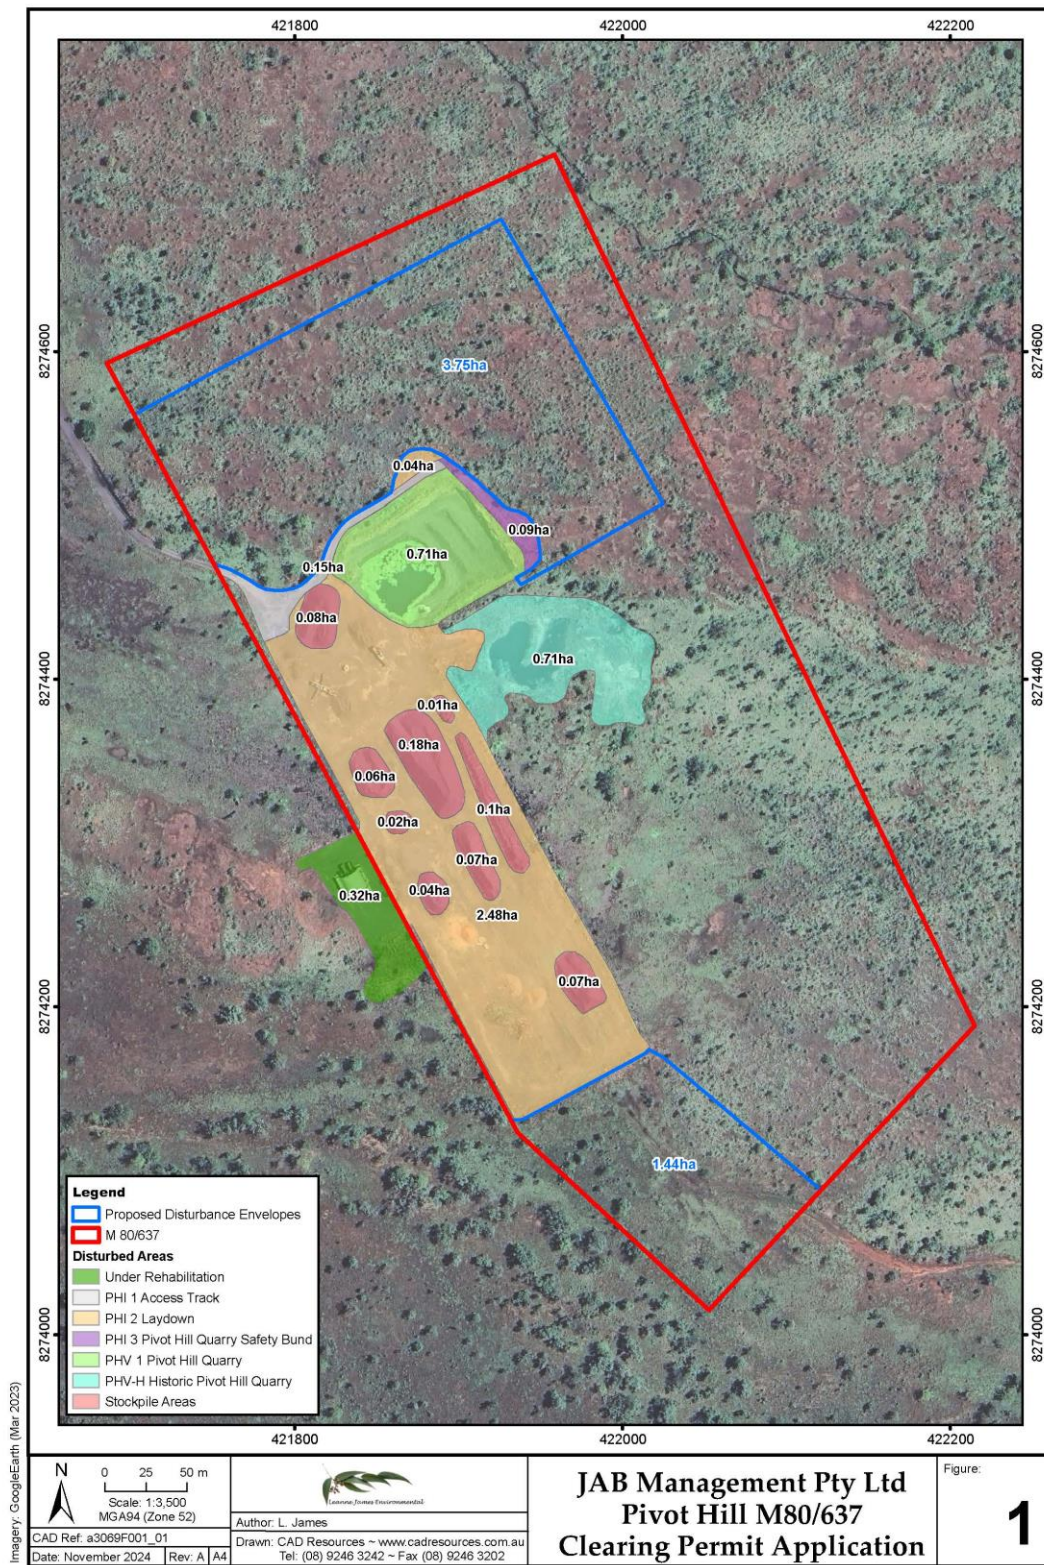 421800
422000
422200
8274600
8274600
3.75ha
0.04ha
0.09ha
0.71ha
0.15ha
0.08ha
0.71ha
8274400
8274400
0.01ha
0.18ha
0.06ha
0.1ha
0.02ha
0.07ha
0.04ha
0.32ha
2.48ha
0.07ha
8274200
8274200
1.44ha
Legend
Proposed Disturbance Envelopes
M 80/637
Disturbed Areas
Under Rehabilitation
PHI 1 Access Track
PHI 2 Laydown
PHI 3 Pivot Hill Quarry Safety Bund
PHV 1 Pivot Hill Quarry
PHV-H Historic Pivot Hill Quarry
Stockpile Areas
8274000
8274000
421800
422000
422200
Imagery: GoogleEarth (Mar 2023)
N
0 25 50 m
Scale: 1:3,500
MGA94 (Zone 52)
CAD Ref: a3069F001_01
Date: November 2024
Rev: A
A4
Leanne James Environmental
Author: L. James
Drawn: CAD Resources ~ www.cadresources.com.au
Tel: (08) 9246 3242 ~ Fax (08) 9246 3202
JAB Management Pty Ltd
Pivot Hill M80/637
Clearing Permit Application
Figure:
1